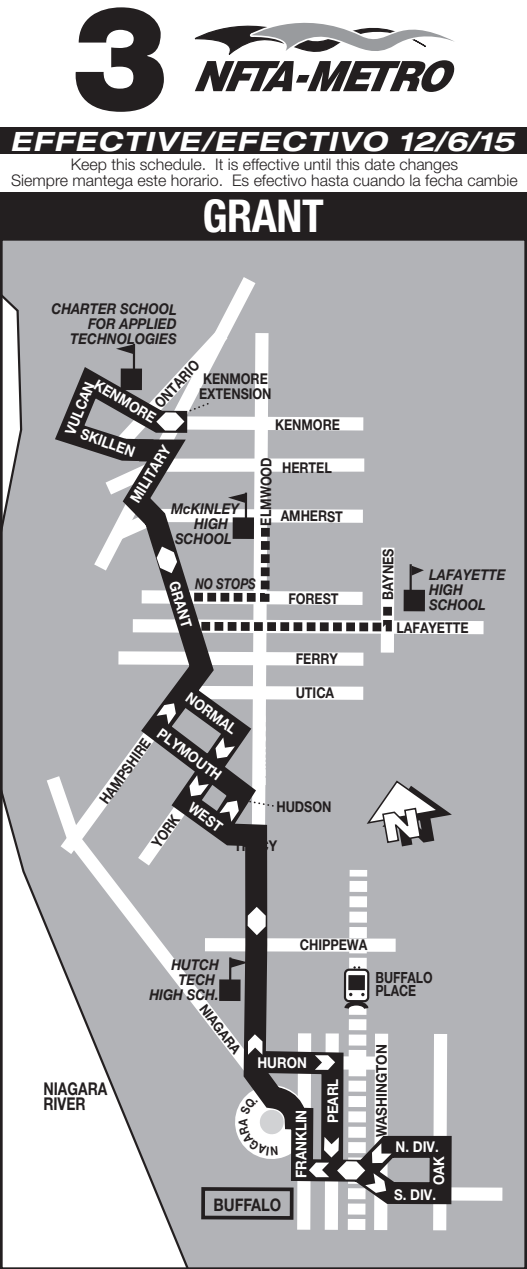 3 NFTA-METRO
EFFECTIVE/EFECTIVO 12/6/15
Keep this schedule. It is effective until this date changes
Siempre mantega este horario. Es efectivo hasta cuando la fecha cambie
GRANT
CHARTER SCHOOL
FOR APPLIED
TECHNOLOGIES
ONTARIO
KENMORE
EXTENSION
VULCAN
KENMORE
SKILLEN
KENMORE
MILITARY
HERTEL
ELMWOOD
McKINLEY
HIGH
SCHOOL
AMHERST
BAYNES
LAFAYETTE
HIGH
SCHOOL
NO STOPS
GRANT
FOREST
LAFAYETTE
FERRY
UTICA
NORMAL
PLYMOUTH
HAMPSHIRE
WEST
HUDSON
YORK
N
CHIPPEWA
HUTCH
TECH
HIGH SCH.
BUFFALO
PLACE
NIAGARA
HURON
NIAGARA
RIVER
PEARL
WASHINGTON
NIAGARA SQ.
FRANKLIN
N. DIV.
OAK
S. DIV.
BUFFALO